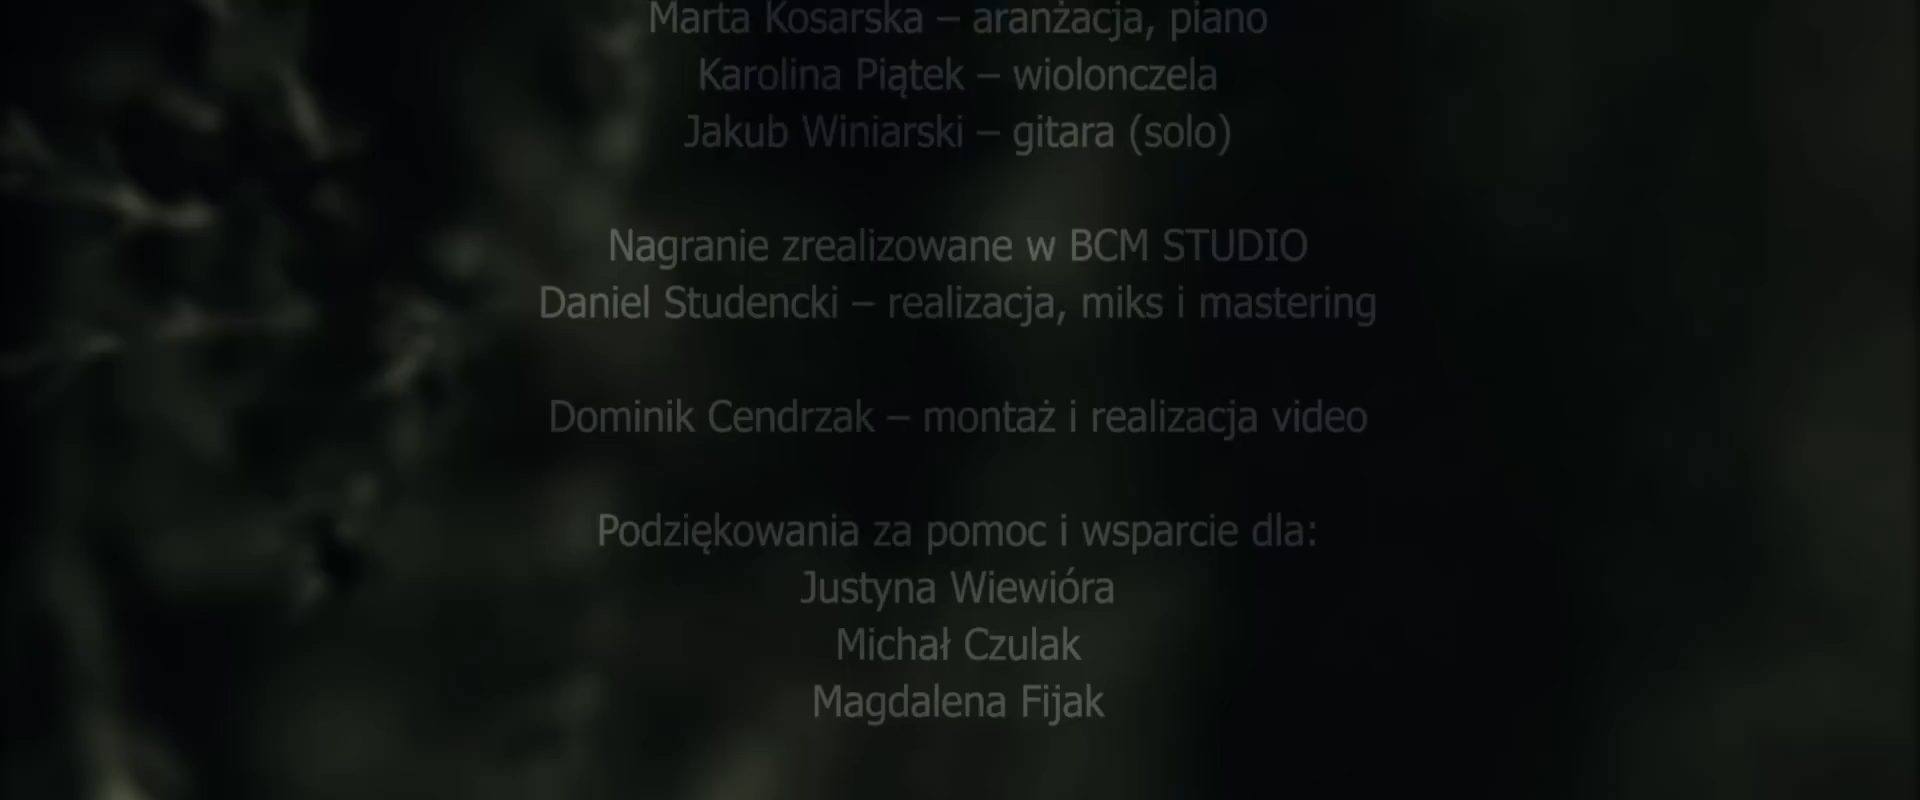 Marta Kosarska – aranżacja, piano
Karolina Piątek – wiolonczela
Jakub Winiarski – gitara (solo)
Nagranie zrealizowane w BCM STUDIO
Daniel Studencki – realizacja, miks i mastering
Dominik Cendrzak – montaż i realizacja video
Podziękowania za pomoc i wsparcie dla:
Justyna Wiewióra
Michał Czulak
Magdalena Fijak